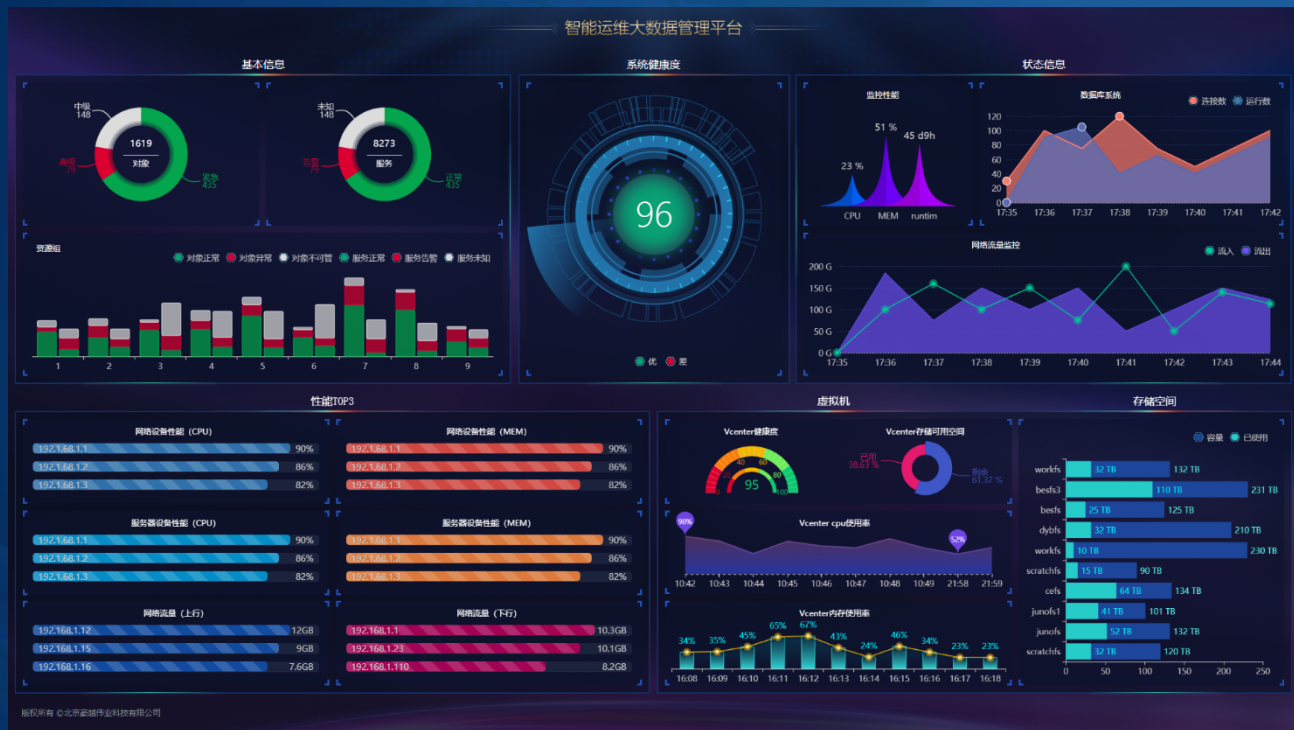 智能运维大数据管理平台
基本信息
系统健康度
状态信息
中级
148
1619
对象
紧急
435
未知
148
8273
服务
告警
79
正常
435
资源组
对象正常 对象异常 对象不可管 服务正常 服务告警 服务未知
1 2 3 4 5 6 7 8 9
96
优 差
监控性能
23 % 51 % 45 d9h
CPU MEM runtim
数据库系统
连接数 运行数
120
100
80
60
40
20
0
17:35 17:36 17:37 17:38 17:39 17:40 17:41 17:42
网络流量监控
流入 流出
200 G
150 G
100 G
50 G
0 G
17:35 17:36 17:37 17:38 17:39 17:40 17:41 17:42 17:43 17:44
性能TOP3
网络设备性能（CPU）
192.1.68.1.1 90%
192.1.68.1.2 86%
192.1.68.1.3 82%
网络设备性能（MEM）
192.1.68.1.1 90%
192.1.68.1.2 86%
192.1.68.1.3 82%
服务器设备性能（CPU）
192.1.68.1.1 90%
192.1.68.1.2 86%
192.1.68.1.3 82%
服务器设备性能（MEM）
192.1.68.1.1 90%
192.1.68.1.2 86%
192.1.68.1.3 82%
网络流量（上行）
192.168.1.12 12GB
192.168.1.15 9GB
192.168.1.16 7.6GB
网络流量（下行）
192.168.1.1 10.3GB
192.168.1.23 10.1GB
192.168.1.110 8.2GB
虚拟机
Vcenter健康度
0 40 60 80 100
95
Vcenter存储可用空间
已用
38.63 %
剩余
61.37 %
Vcenter cpu使用率
98% 52%
10:42 10:43 10:44 10:45 10:46 10:47 10:48 10:49 21:58 21:59
Vcenter内存使用率
34% 35% 45% 65% 67% 43% 24% 46% 34% 23% 23%
16:08 16:09 16:10 16:11 16:12 16:13 16:14 16:15 16:16 16:17 16:18
存储空间
容量 已使用
workfs 32 TB 132 TB
besfs3 110 TB 231 TB
besfs 25 TB 125 TB
dybfs 32 TB 210 TB
workfs 10 TB 230 TB
scratchfs 15 TB 90 TB
cefs 64 TB 134 TB
junofs1 41 TB 101 TB
junofs 52 TB 132 TB
scratchfs 32 TB 120 TB
0 50 100 150 200 250
版权所有 ©北京豪越伟业科技有限公司